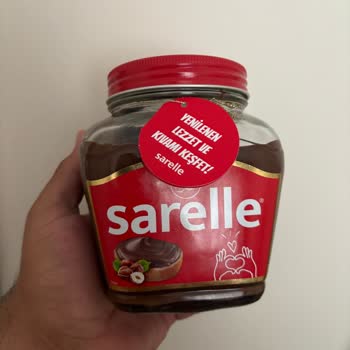 YENİLENEN
LEZZET VE
KIVAMI KEŞFET!
sarelle
sarelle®